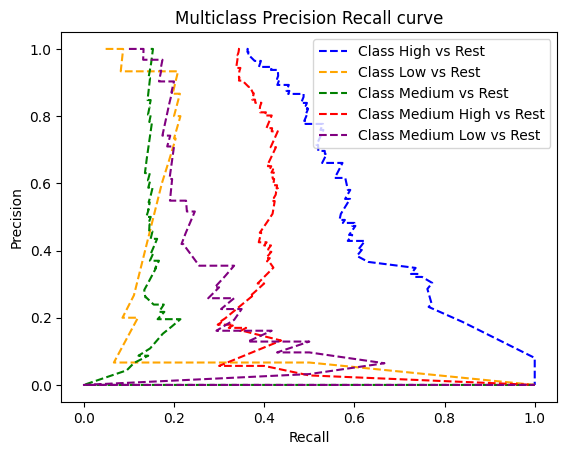 Multiclass Precision Recall curve
Class High vs Rest
Class Low vs Rest
Class Medium vs Rest
Class Medium High vs Rest
Class Medium Low vs Rest
Precision
1.0
0.8
0.6
0.4
0.2
0.0
0.0 0.2 0.4 0.6 0.8 1.0
Recall